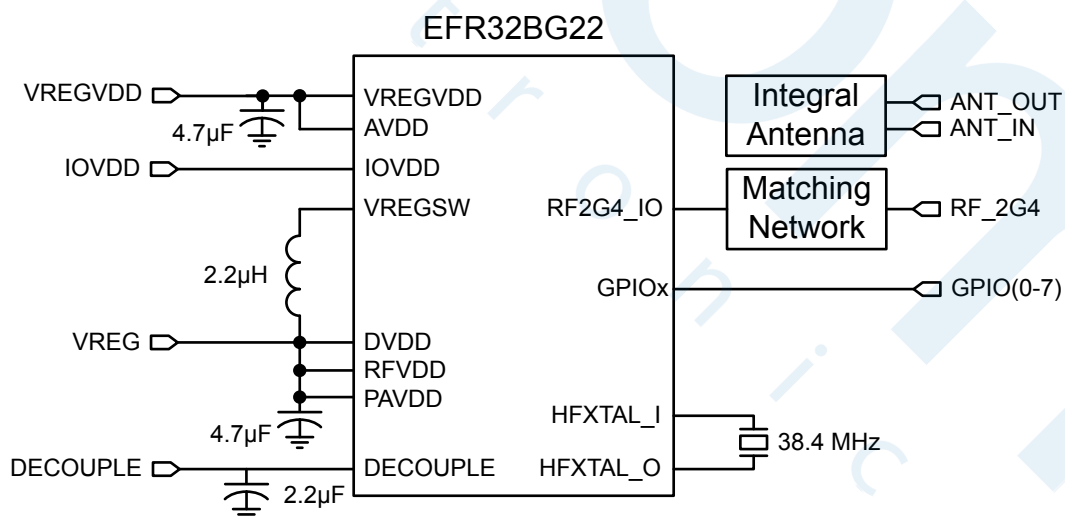 EFR32BG22
VREGVDD
4.7µF
VREGVDD
AVDD
IOVDD
IOVDD
VREGSW
2.2µH
VREG
DVDD
RFVDD
PAVDD
4.7µF
DECOUPLE
DECOUPLE
2.2µF
RF2G4_IO
GPIOx
HFXTAL_I
HFXTAL_O
38.4 MHz
Integral
Antenna
ANT_OUT
ANT_IN
Matching
Network
RF_2G4
GPIO(0-7)